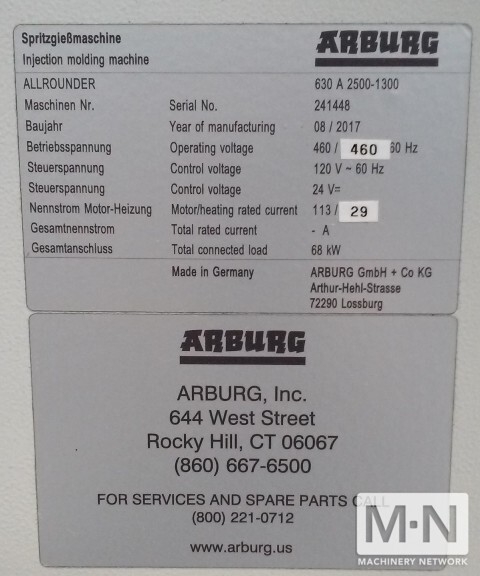 Spritzgießmaschine
Injection molding machine
ARBURG
ALLROUNDER 630 A 2500-1300
Maschinen Nr. Serial No. 241448
Baujahr Year of manufacturing 08 / 2017
Betriebsspannung Operating voltage 460 / 460 60 Hz
Steuerspannung Control voltage 120 V ~ 60 Hz
Steuerspannung Control voltage 24 V=
Nennstrom Motor-Heizung Motor/heating rated current 113 / 29
Gesamtnennstrom Total rated current - A
Gesamtanschluss Total connected load 68 kW
Made in Germany ARBURG GmbH + Co KG
Arthur-Hehl-Strasse
72290 Lossburg
ARBURG
ARBURG, Inc.
644 West Street
Rocky Hill, CT 06067
(860) 667-6500
FOR SERVICES AND SPARE PARTS CALL
(800) 221-0712
www.arburg.us
M·N
MACHINERY NETWORK